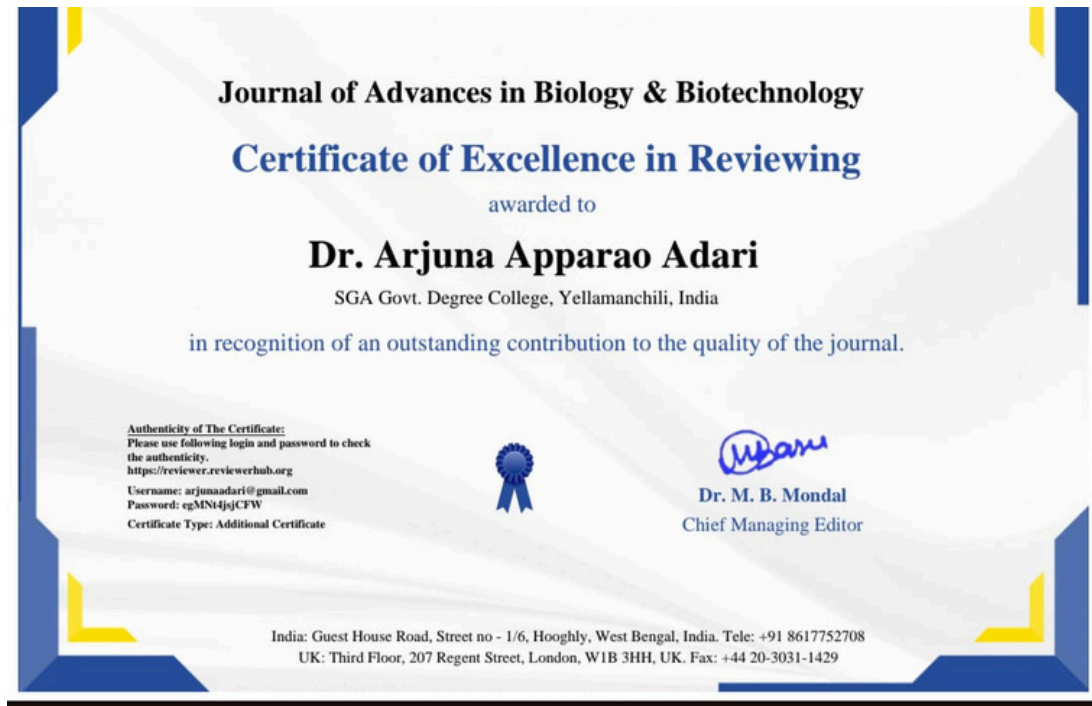 Journal of Advances in Biology & Biotechnology
Certificate of Excellence in Reviewing
awarded to
Dr. Arjuna Apparao Adari
SGA Govt. Degree College, Yellamanchili, India
in recognition of an outstanding contribution to the quality of the journal.
Authenticity of The Certificate:
Please use following login and password to check
the authenticity.
https://reviewer.reviewerhub.org
Username: arjunaadari@gmail.com
Password: egMNt4jsjCFW
Certificate Type: Additional Certificate
Dr. M. B. Mondal
Chief Managing Editor
India: Guest House Road, Street no - 1/6, Hooghly, West Bengal, India. Tele: +91 8617752708
UK: Third Floor, 207 Regent Street, London, W1B 3HH, UK. Fax: +44 20-3031-1429